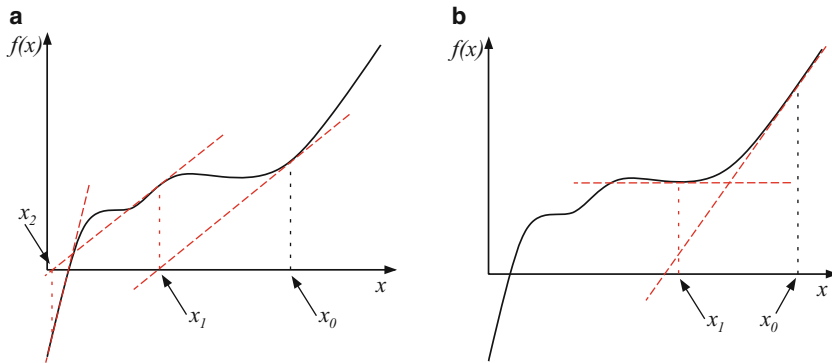 a
f(x)
x₂
x₁
x₀
x
b
f(x)
x₁
x₀
x